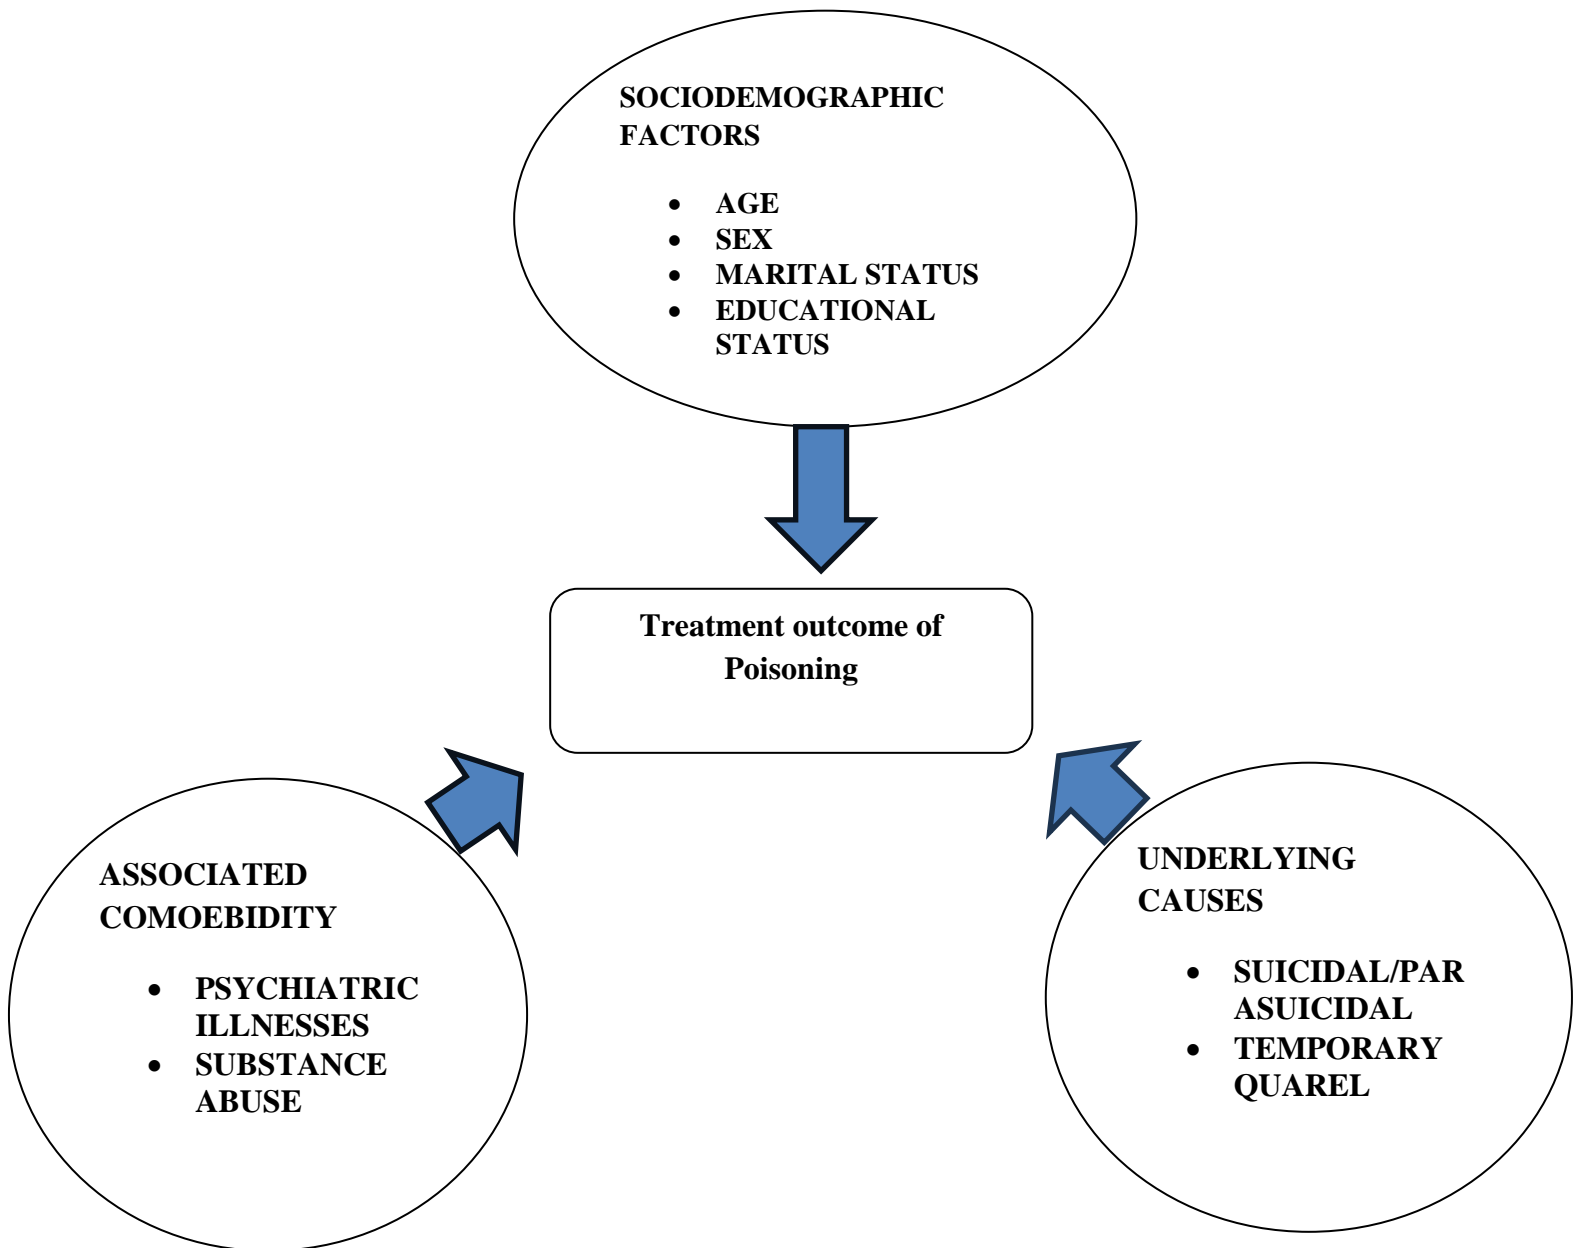 SOCIODEMOGRAPHIC
FACTORS
• AGE
• SEX
• MARITAL STATUS
• EDUCATIONAL
STATUS
Treatment outcome of
Poisoning
ASSOCIATED
COMOEBIDITY
• PSYCHIATRIC
ILLNESSES
• SUBSTANCE
ABUSE
UNDERLYING
CAUSES
• SUICIDAL/PAR
ASUICIDAL
• TEMPORARY
QUAREL